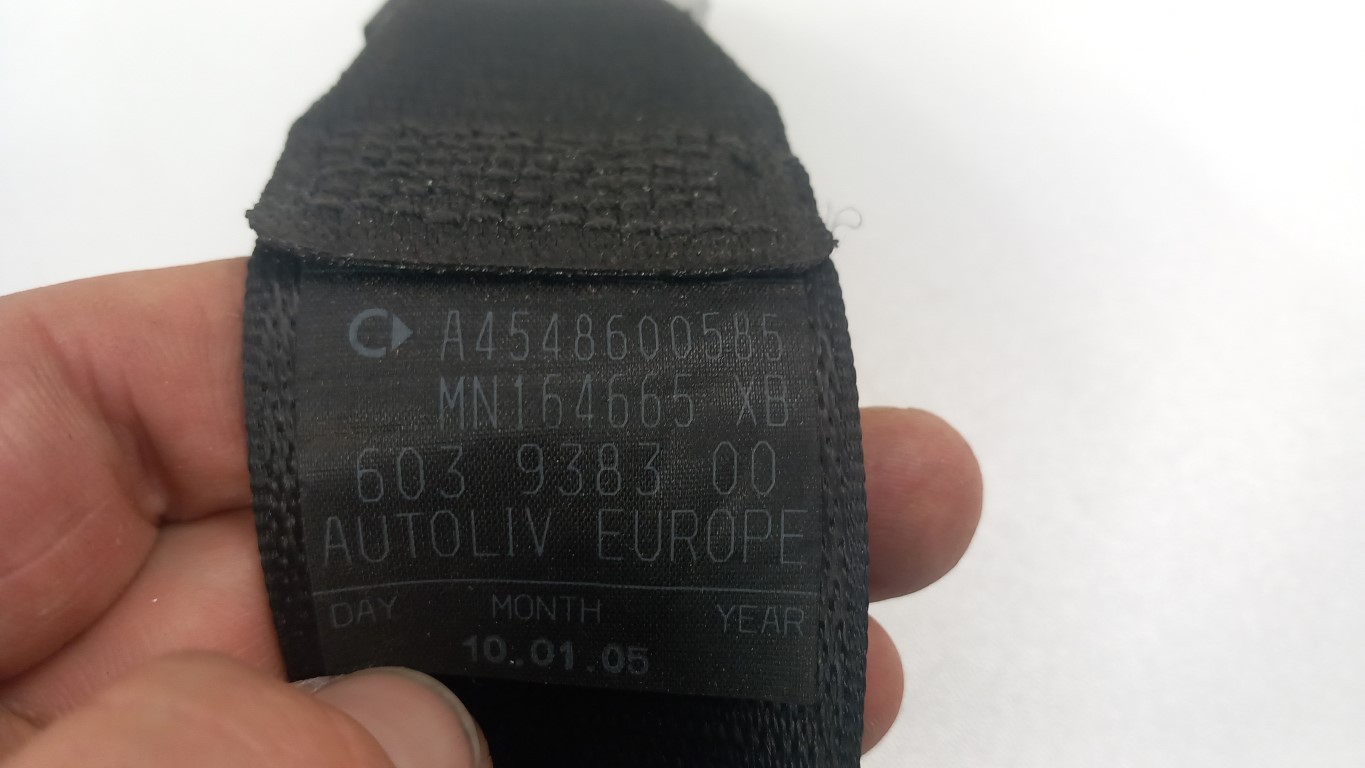 A4548600585
MN164665 XB
603 9383 00
AUTOLIV EUROPE
DAY MONTH YEAR
10.01.05